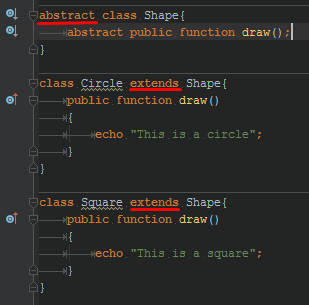 abstract class Shape{
abstract public function draw();
}
class Circle extends Shape{
public function draw()
{
echo "This is a circle";
}
}
class Square extends Shape{
public function draw()
{
echo "This is a square";
}
}